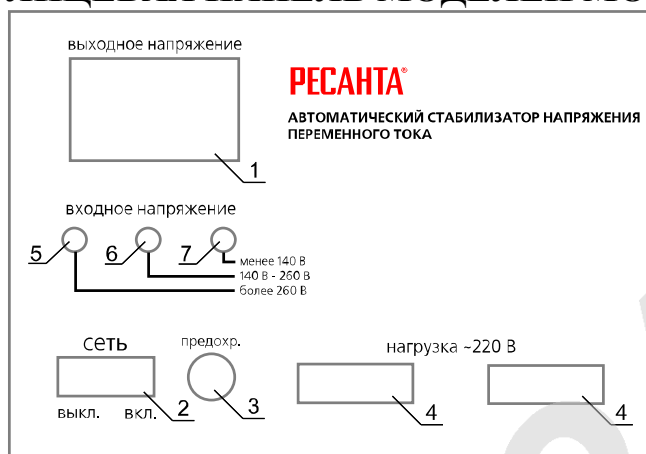 выходное напряжение
РЕСАНТА®
АВТОМАТИЧЕСКИЙ СТАБИЛИЗАТОР НАПРЯЖЕНИЯ
ПЕРЕМЕННОГО ТОКА
1
входное напряжение
5 6 7
менее 140 В
140 В - 260 В
более 260 В
сеть предохр. нагрузка ~220 В
выкл. вкл. 2 3 4 4